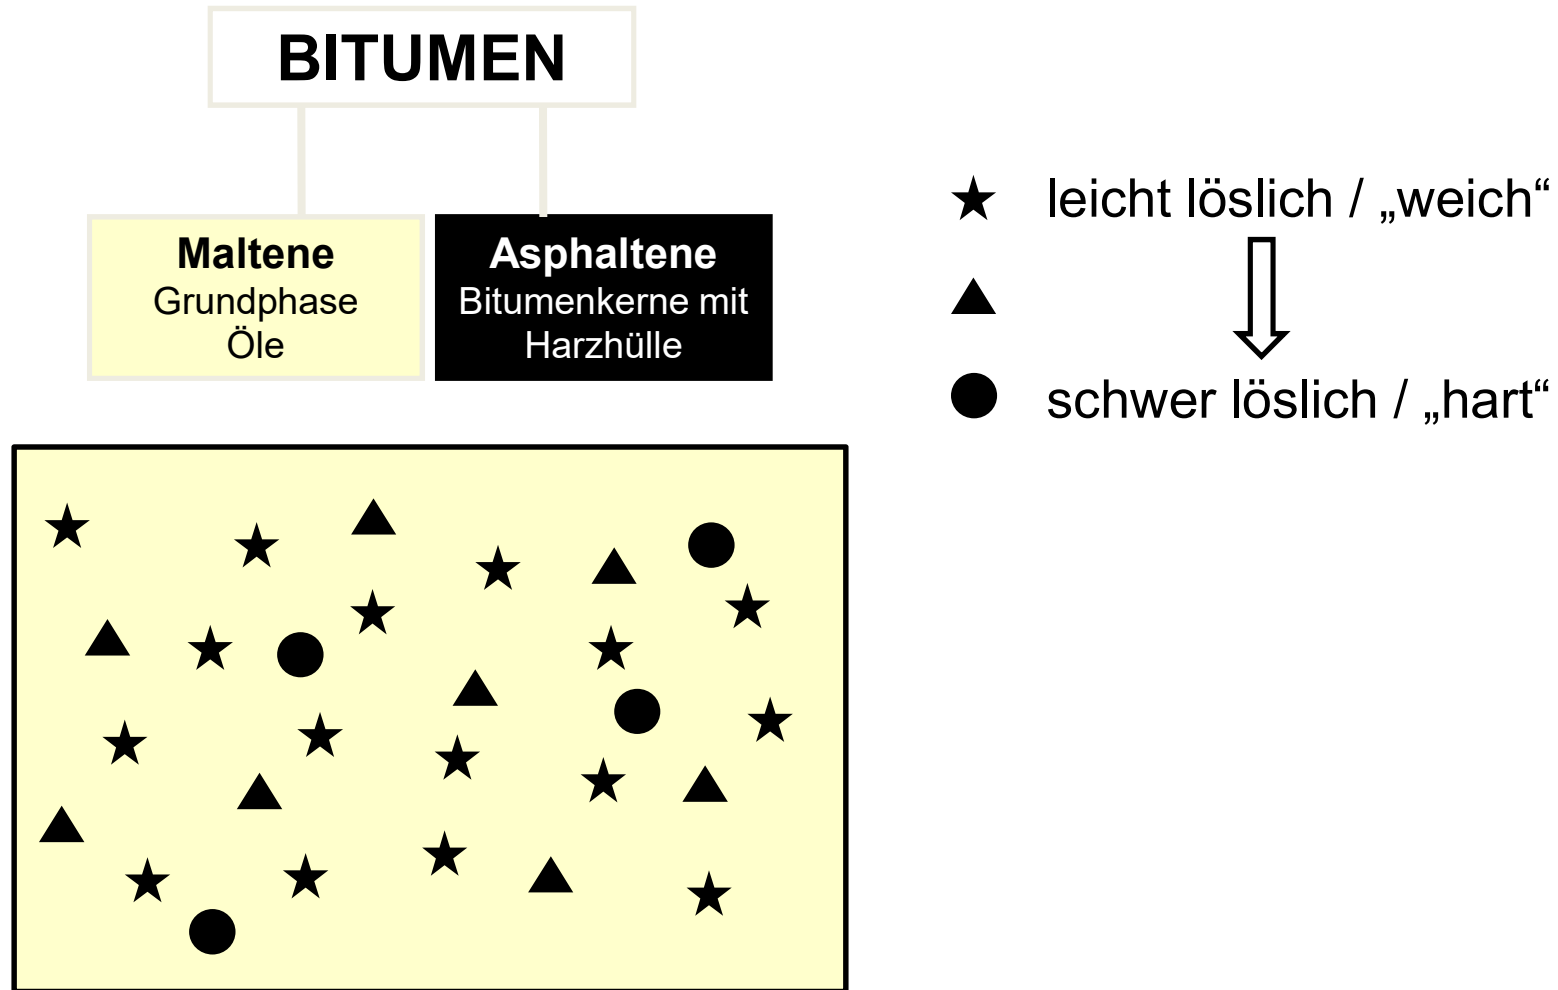 BITUMEN
Maltene
Grundphase
Öle
Asphaltene
Bitumenkerne mit
Harzhülle
leicht löslich / „weich“
schwer löslich / „hart“